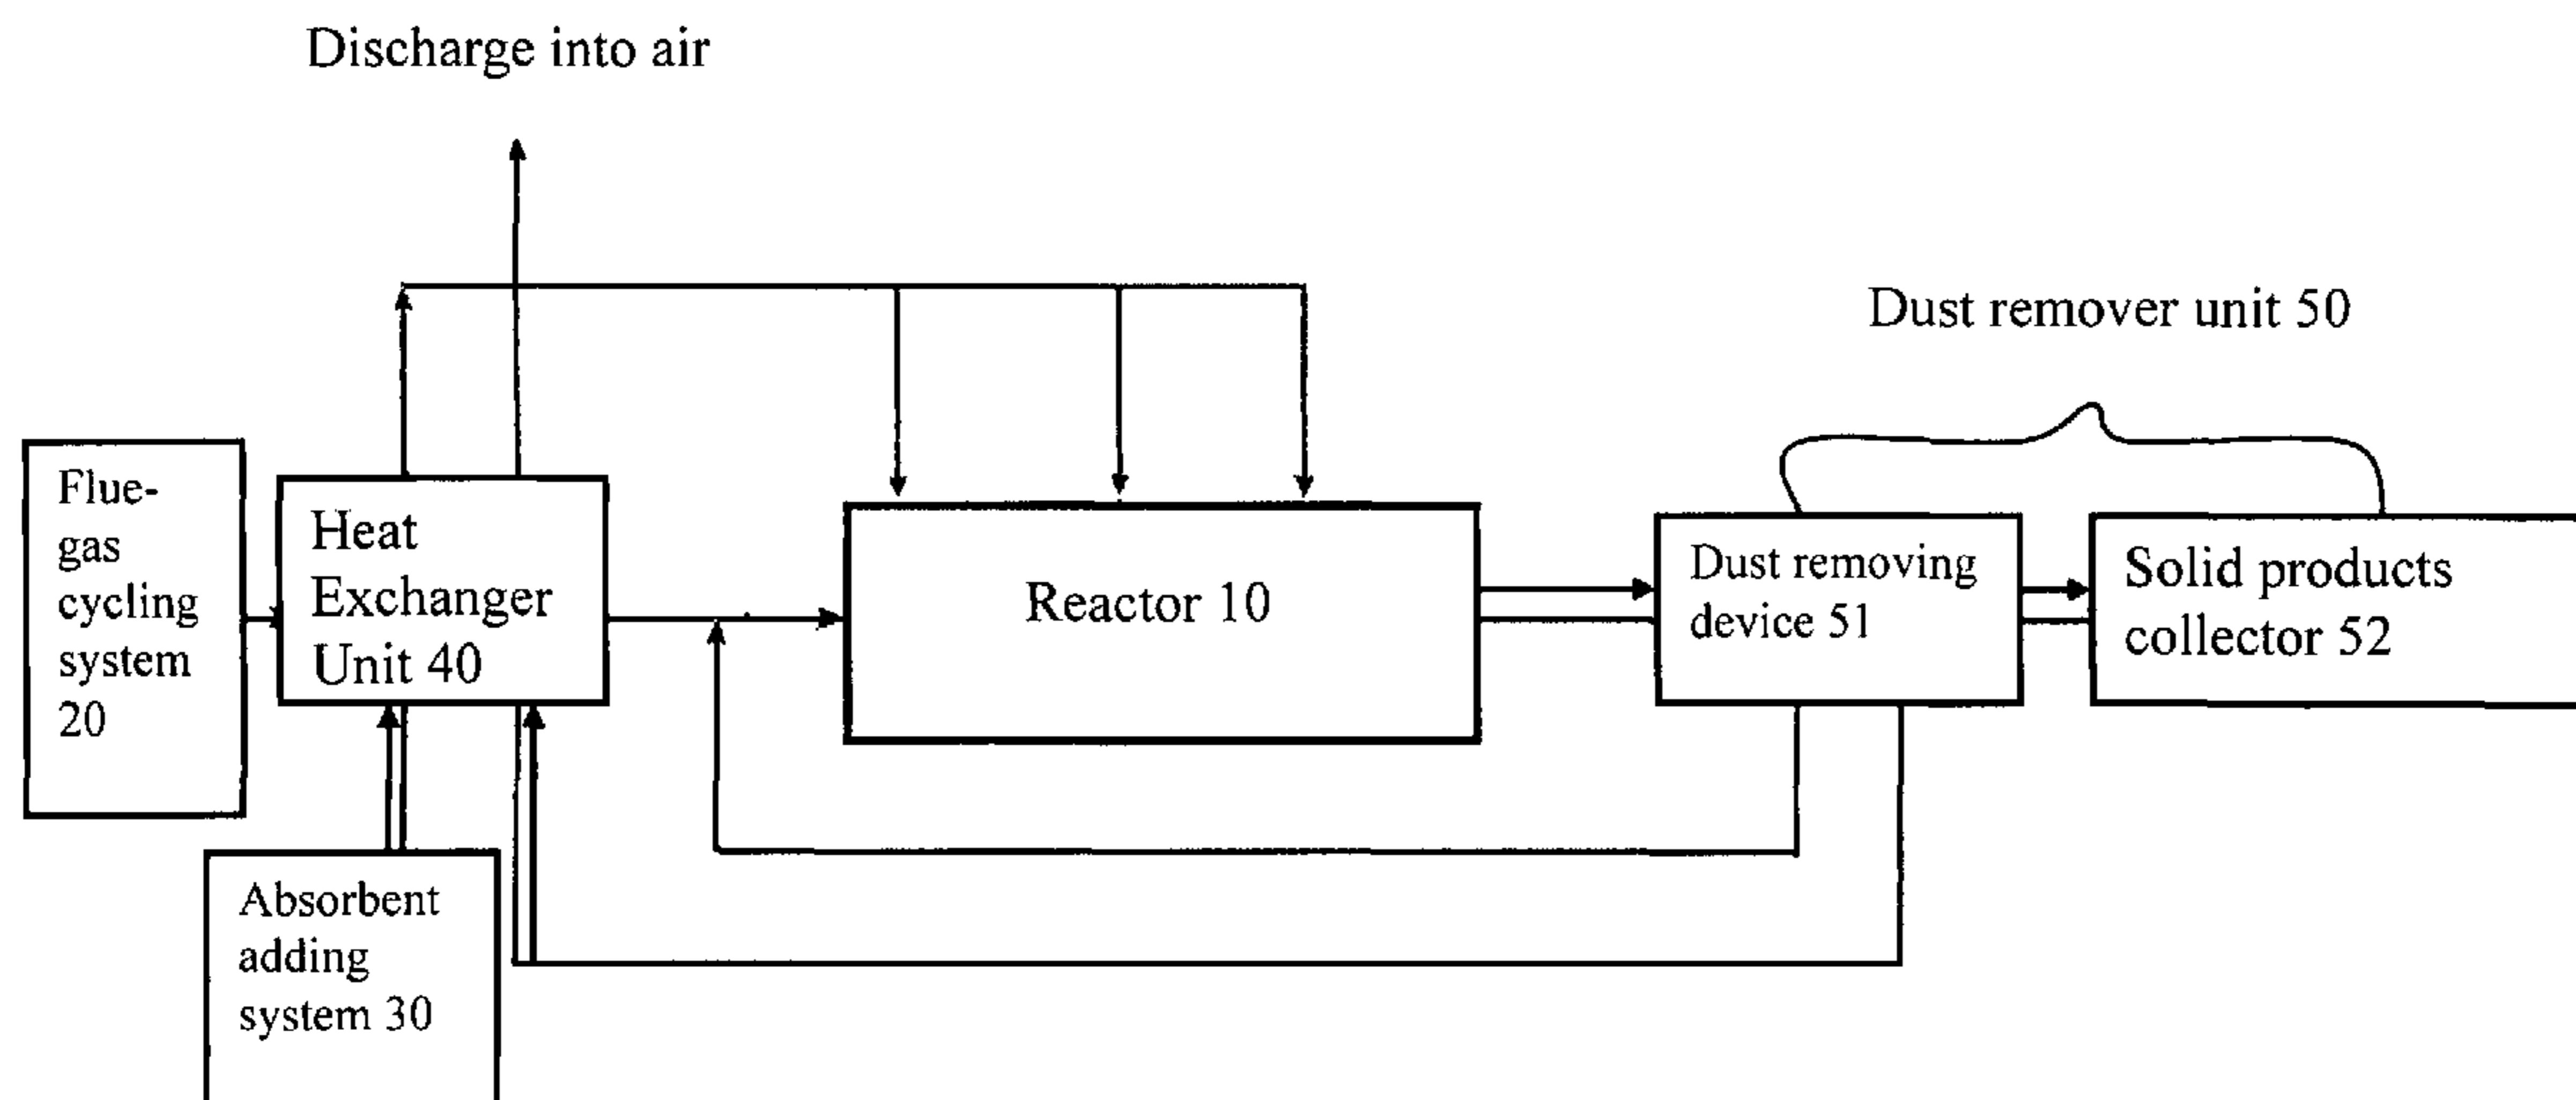 Discharge into air
Dust remover unit 50
Flue-
gas
cycling
system
20
Heat
Exchanger
Unit 40
Reactor 10
Dust removing
device 51
Solid products
collector 52
Absorbent
adding
system 30